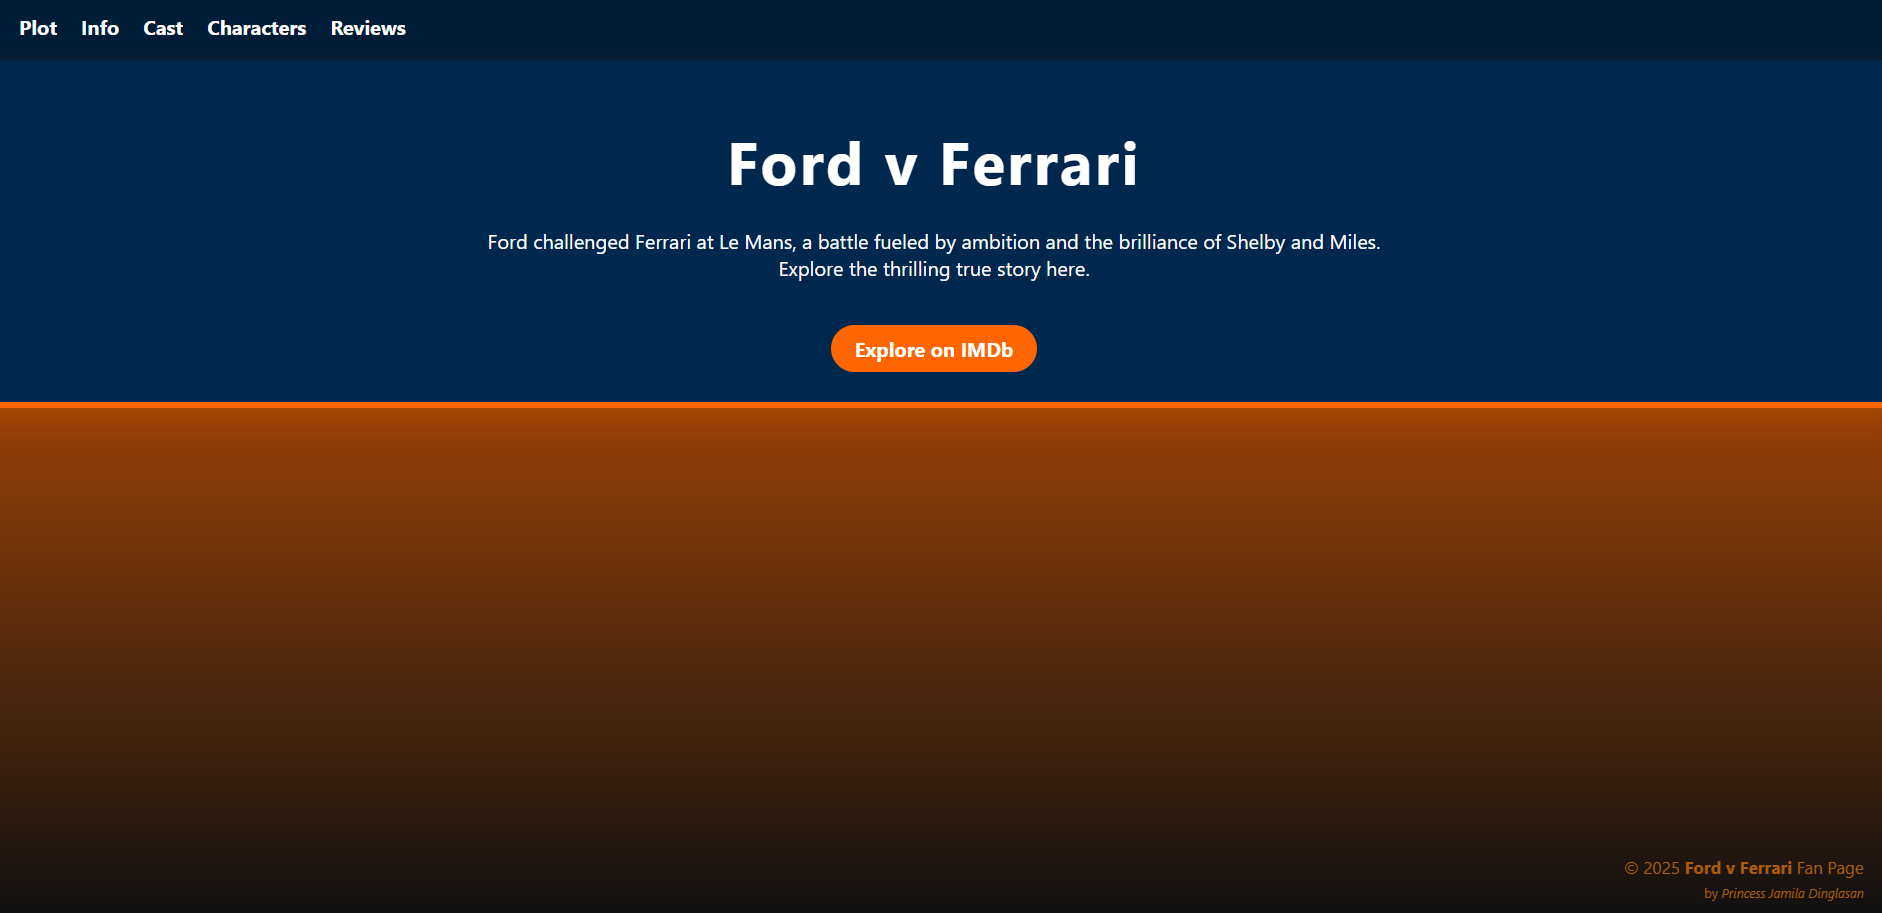 Plot Info Cast Characters Reviews
Ford v Ferrari
Ford challenged Ferrari at Le Mans, a battle fueled by ambition and the brilliance of Shelby and Miles.
Explore the thrilling true story here.
Explore on IMDb
© 2025 Ford v Ferrari Fan Page
by Princess Jamila Dinglasan